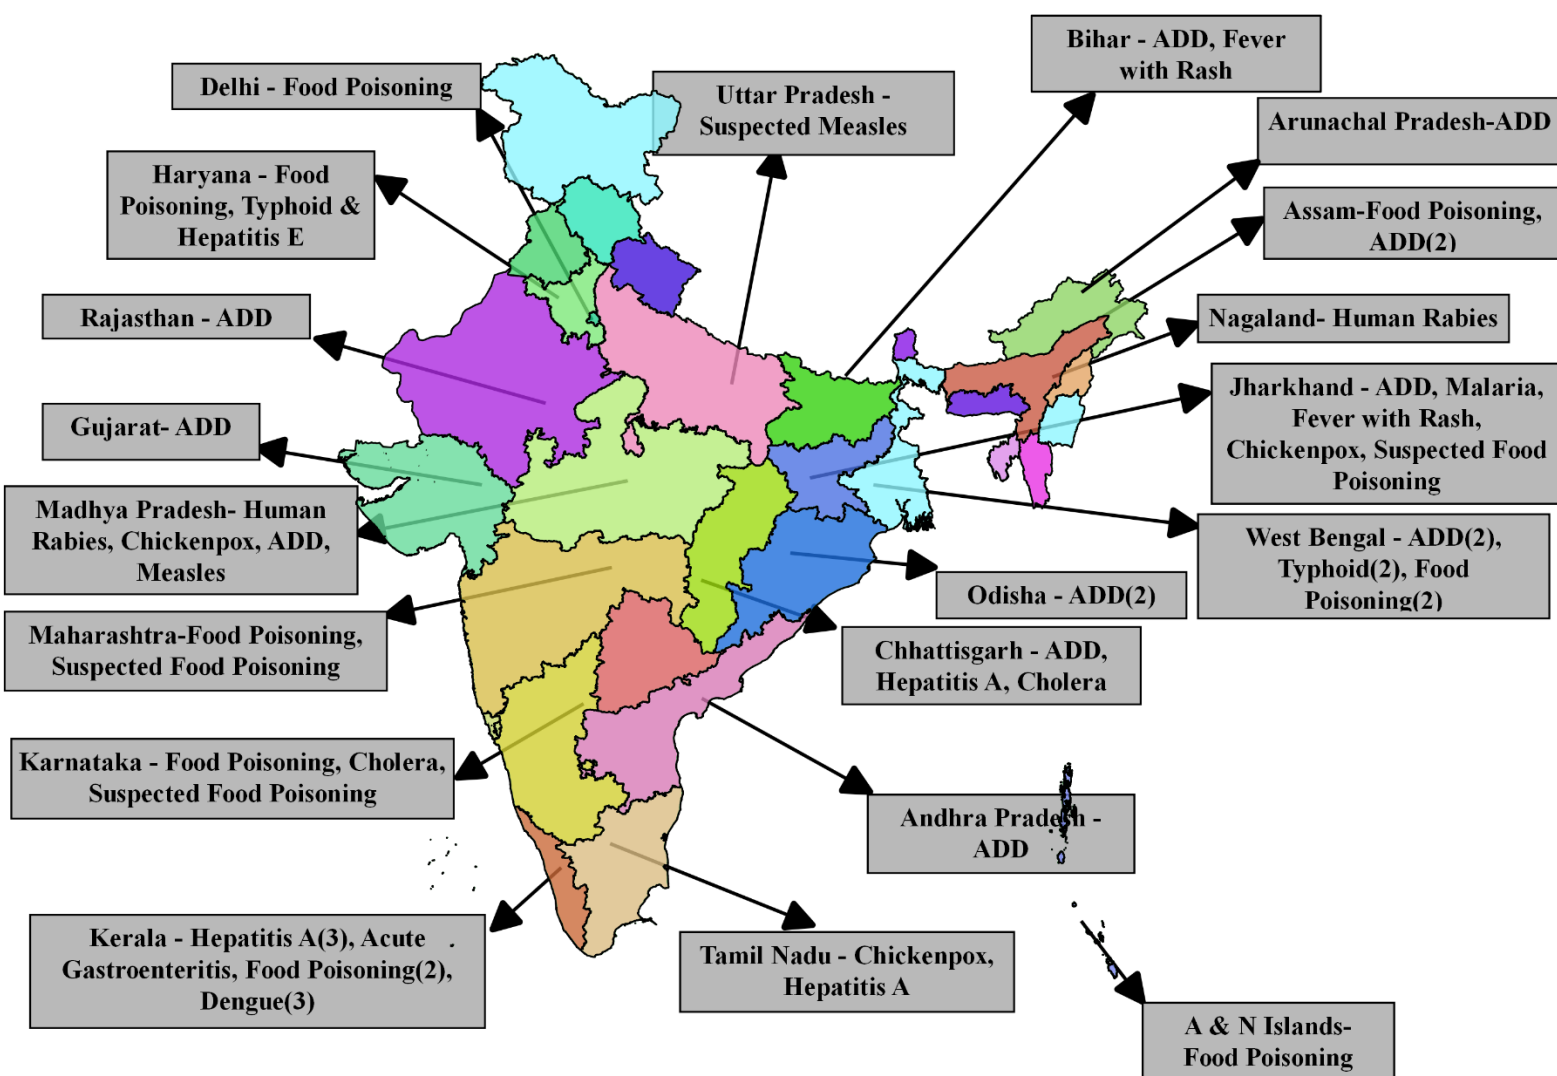 Bihar - ADD, Fever
with Rash
Delhi - Food Poisoning
Uttar Pradesh -
Suspected Measles
Arunachal Pradesh-ADD
Haryana - Food
Poisoning, Typhoid &
Hepatitis E
Assam-Food Poisoning,
ADD(2)
Rajasthan - ADD
Nagaland- Human Rabies
Jharkhand - ADD, Malaria,
Fever with Rash,
Chickenpox, Suspected Food
Poisoning
Gujarat- ADD
Madhya Pradesh- Human
Rabies, Chickenpox, ADD,
Measles
West Bengal - ADD(2),
Typhoid(2), Food
Poisoning(2)
Odisha - ADD(2)
Maharashtra-Food Poisoning,
Suspected Food Poisoning
Chhattisgarh - ADD,
Hepatitis A, Cholera
Karnataka - Food Poisoning, Cholera,
Suspected Food Poisoning
Andhra Pradesh -
ADD
Kerala - Hepatitis A(3), Acute
Gastroenteritis, Food Poisoning(2),
Dengue(3)
Tamil Nadu - Chickenpox,
Hepatitis A
A & N Islands-
Food Poisoning